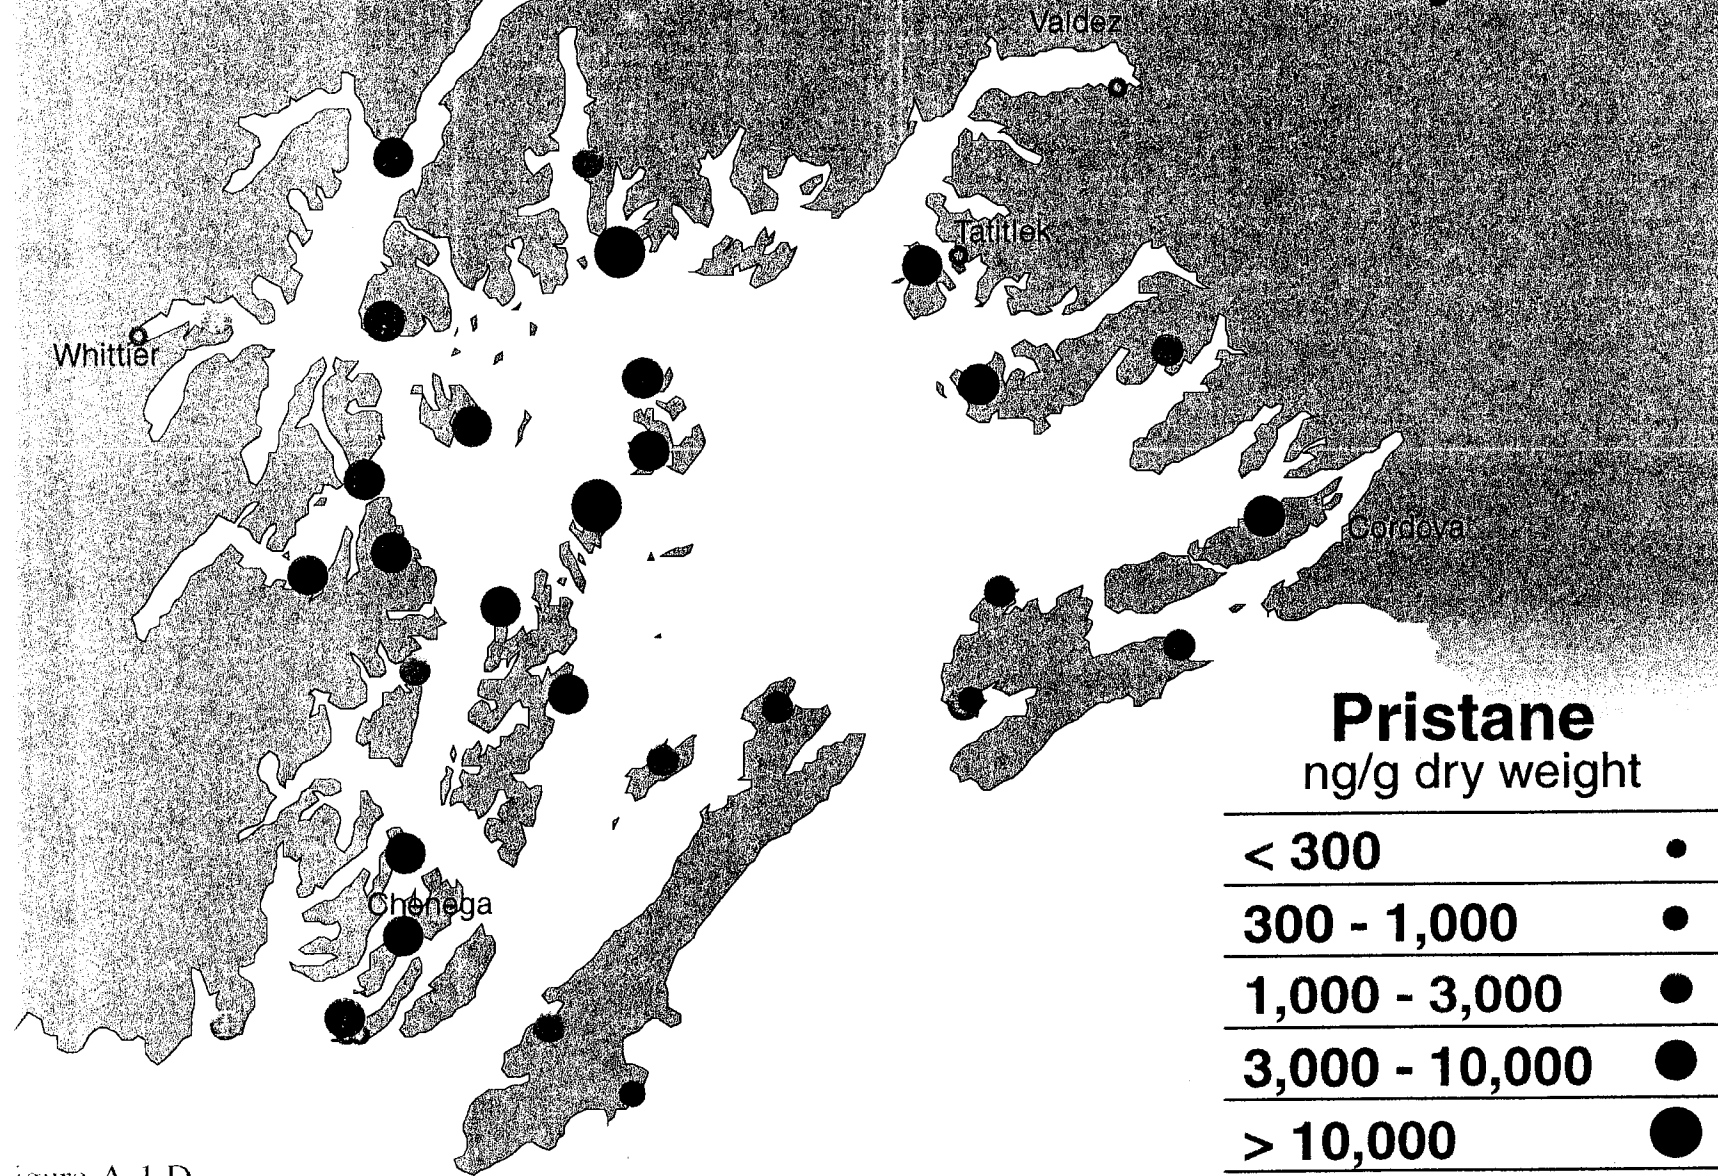 Valdez
Tatitlek
Whittier
Cordova
Chenega
Pristane
ng/g dry weight
< 300
300 - 1,000
1,000 - 3,000
3,000 - 10,000
> 10,000
A-1.D